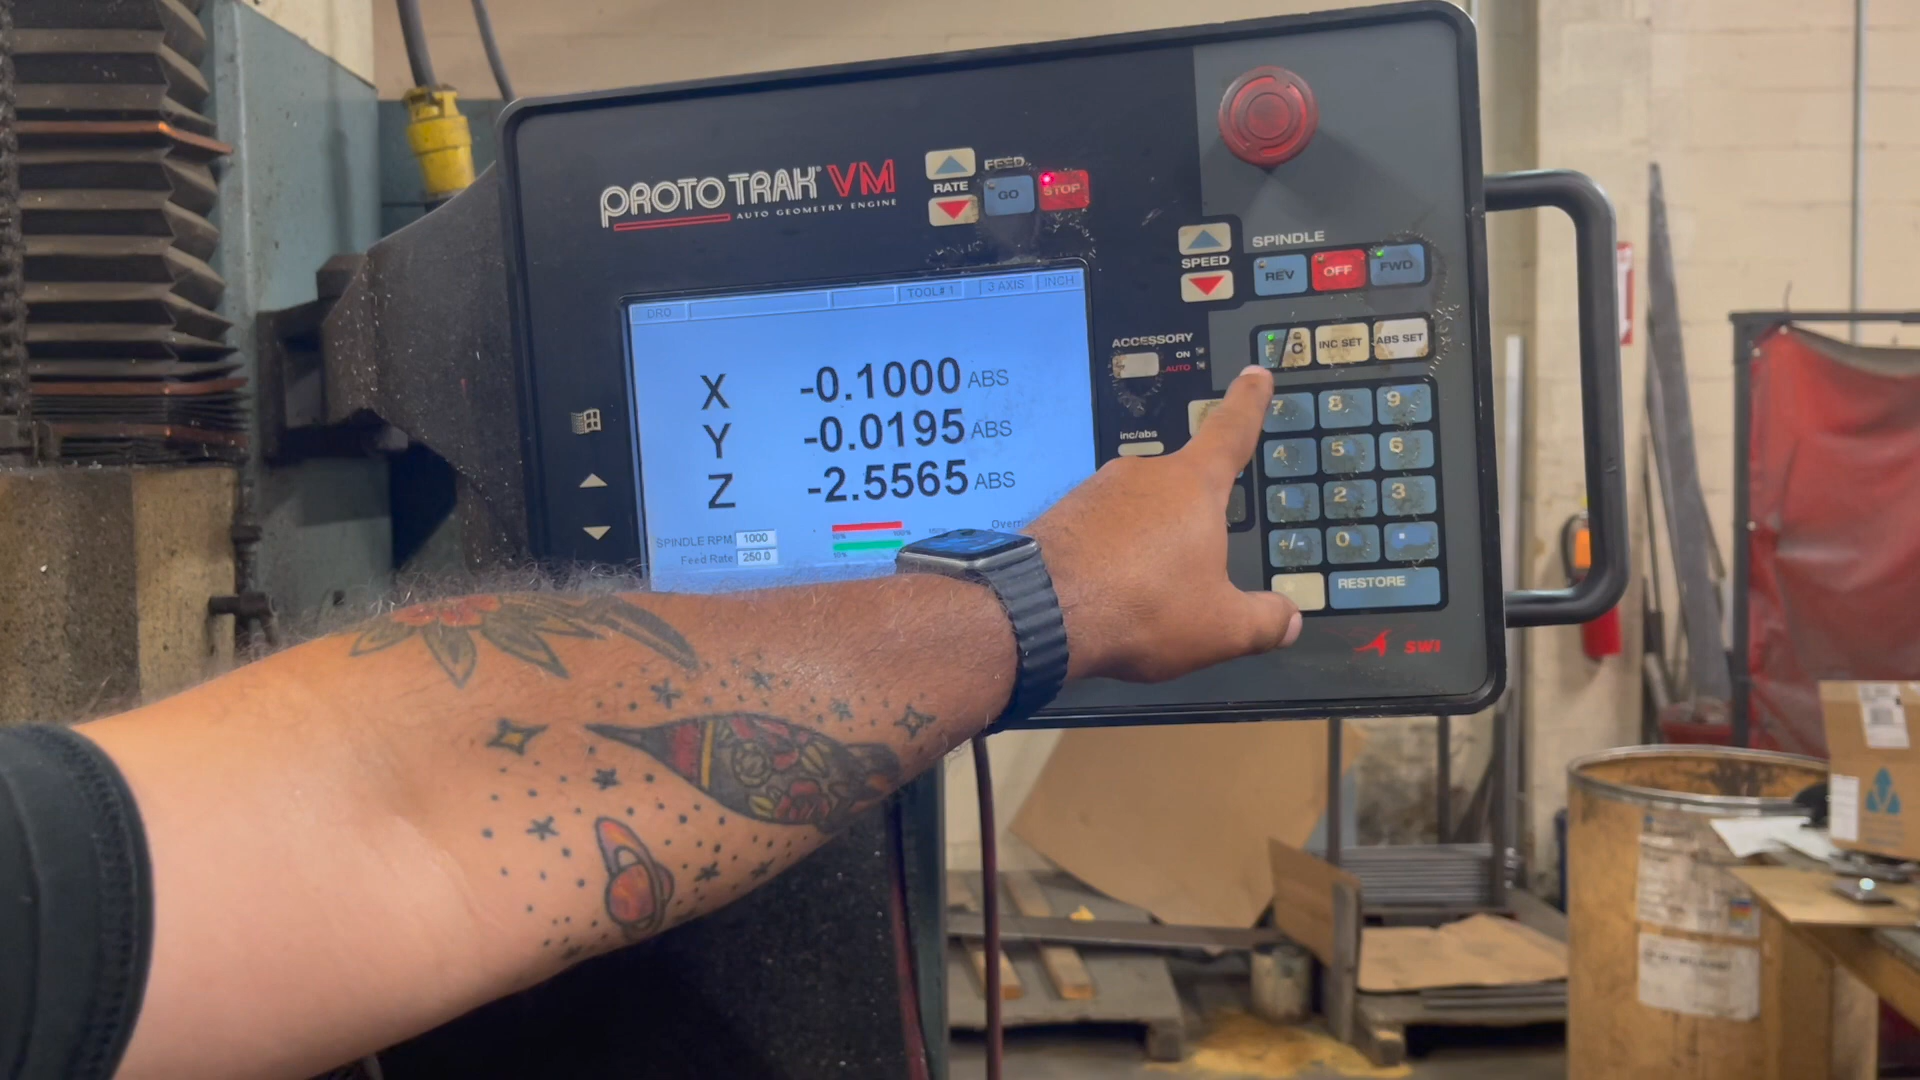 PROTO TRAK® VM
AUTO GEOMETRY ENGINE
FEED
RATE
GO
STOP
SPINDLE
SPEED
REV
OFF
FWD
DRO
TOOL# 1
3 AXIS
INCH
X -0.1000 ABS
Y -0.0195 ABS
Z -2.5565 ABS
SPINDLE RPM 1000
Feed Rate 250.0
ACCESSORY
ON
AUTO
F C
INC SET
ABS SET
inc/abs
7 8 9
4 5 6
1 2 3
+/- 0 .
RESTORE
SWI